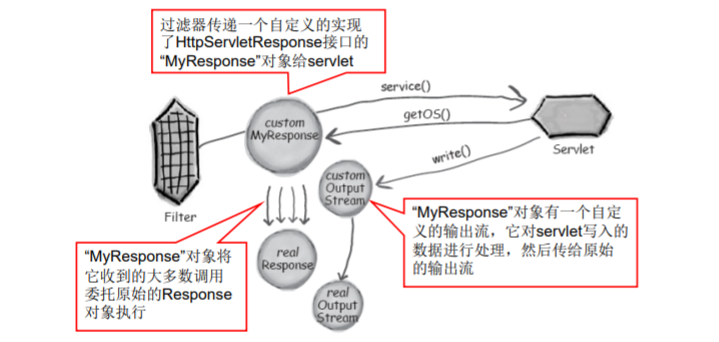 过滤器传递一个自定义的实现
了HttpServletResponse接口的
“MyResponse”对象给servlet
service()
custom
MyResponse
getOS()
Servlet
write()
Filter
custom
Output
Stream
“MyResponse”对象有一个自定
义的输出流，它对servlet写入的
数据进行处理，然后传给原始
的输出流
“MyResponse”对象将
它收到的大多数调用
委托原始的Response
对象执行
real
Response
real
Output
Stream